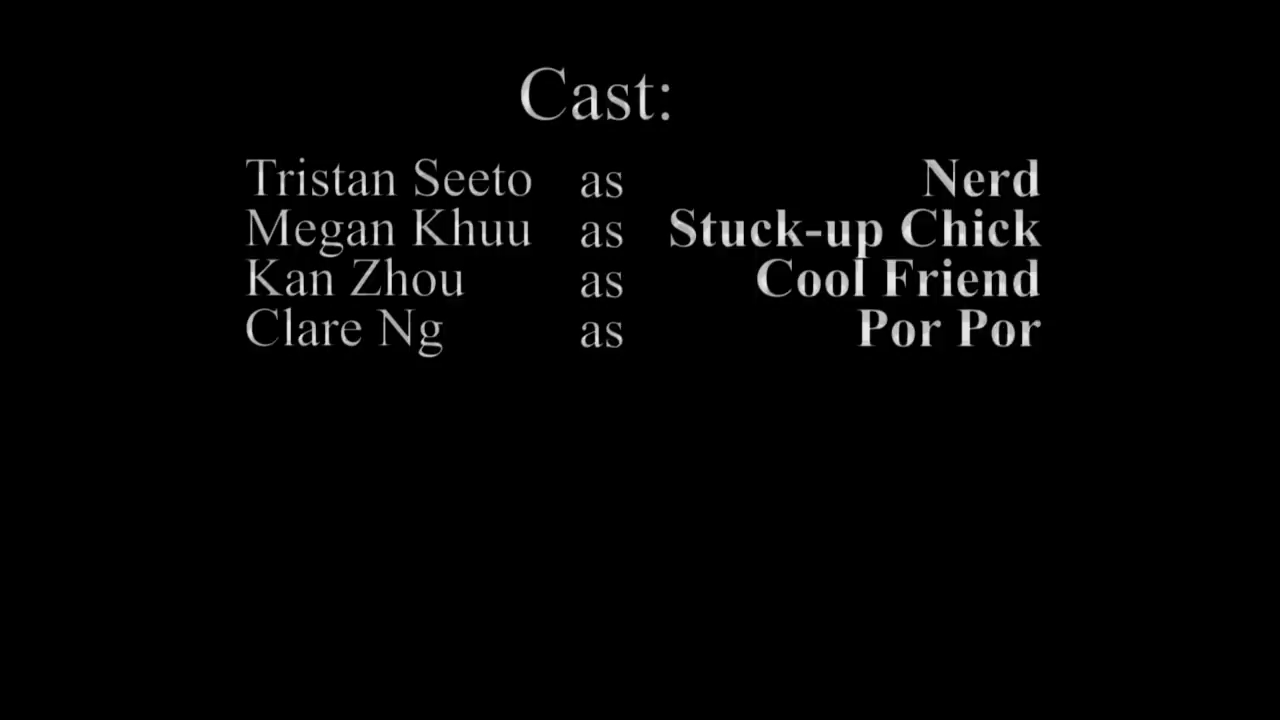 Cast:
Tristan Seeto as Nerd
Megan Khuu as Stuck-up Chick
Kan Zhou as Cool Friend
Clare Ng as Por Por